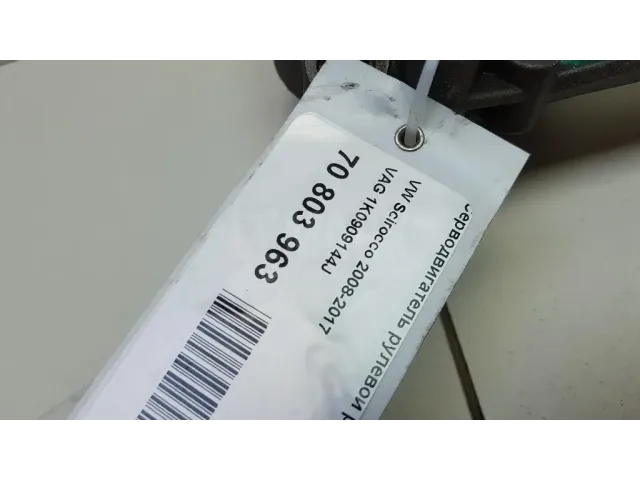 серводвигатель рулевой
VW Scirocco 2008-2017
VAG 1K0909144J
70 803 963